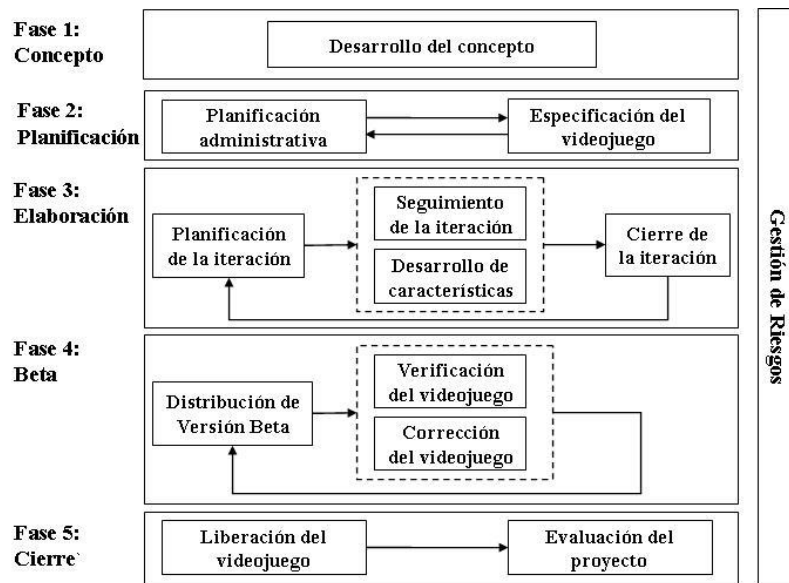 Fase 1:
Concepto
Desarrollo del concepto
Fase 2:
Planificación
Planificación
administrativa
Especificación del
videojuego
Fase 3:
Elaboración
Planificación
de la iteración
Seguimiento
de la iteración
Desarrollo de
características
Cierre de
la iteración
Fase 4:
Beta
Distribución de
Versión Beta
Verificación
del videojuego
Corrección
del videojuego
Fase 5:
Cierre`
Liberación del
videojuego
Evaluación del
proyecto
Gestión de Riesgos